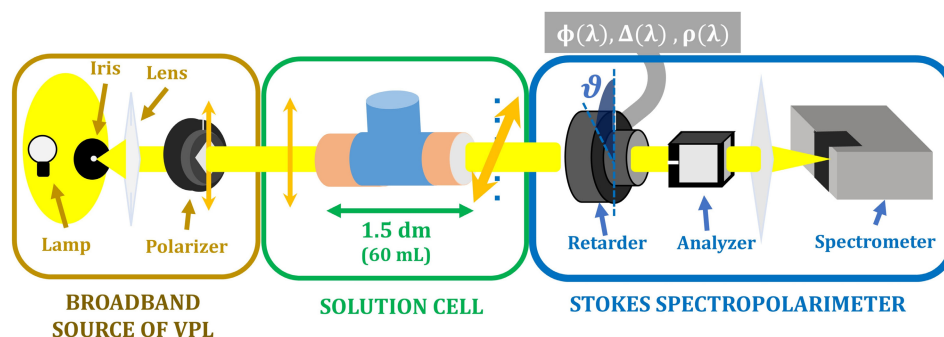 ϕ(λ), Δ(λ) , ρ(λ)
Iris
Lens
ϑ
Lamp
Polarizer
1.5 dm
(60 mL)
Retarder
Analyzer
Spectrometer
BROADBAND
SOURCE OF VPL
SOLUTION CELL
STOKES SPECTROPOLARIMETER